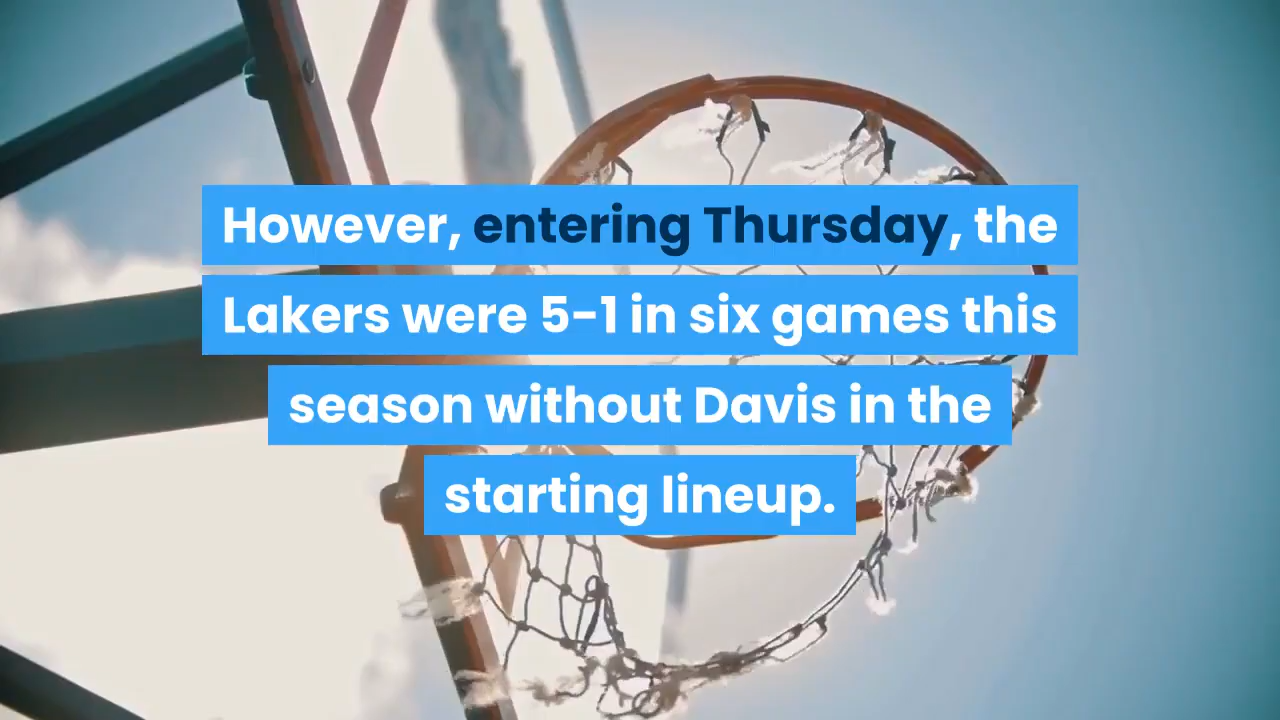 However, entering Thursday, the
Lakers were 5-1 in six games this
season without Davis in the
starting lineup.